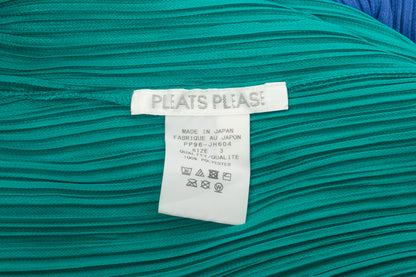 PLEATS PLEASE
MADE IN JAPAN
FABRIQUE AU JAPON
PP96-JH604
SIZE 3
QUALITY/QUALITE
100% POLYESTER